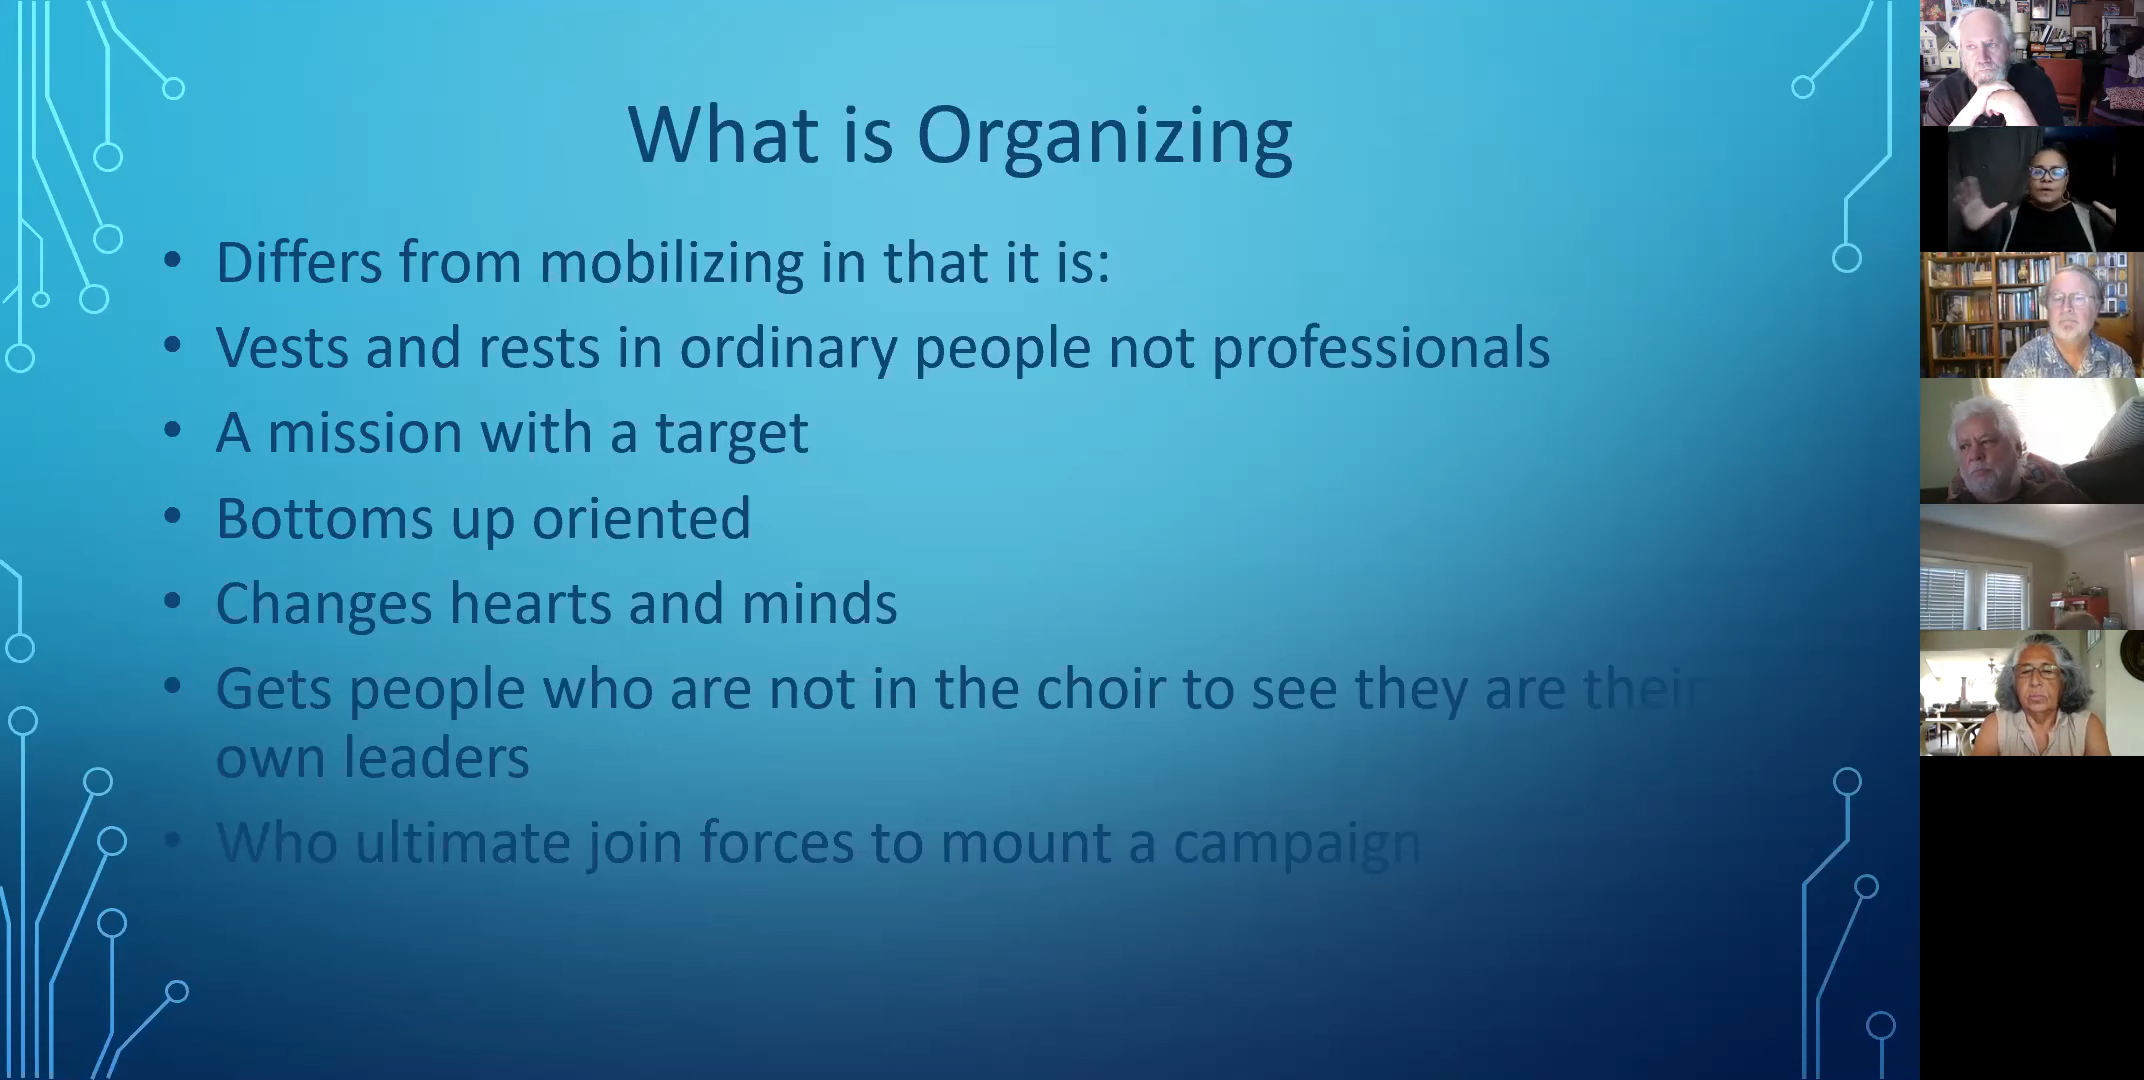 What is Organizing
• Differs from mobilizing in that it is:
• Vests and rests in ordinary people not professionals
• A mission with a target
• Bottoms up oriented
• Changes hearts and minds
• Gets people who are not in the choir to see they are their
own leaders
• Who ultimate join forces to mount a campaign